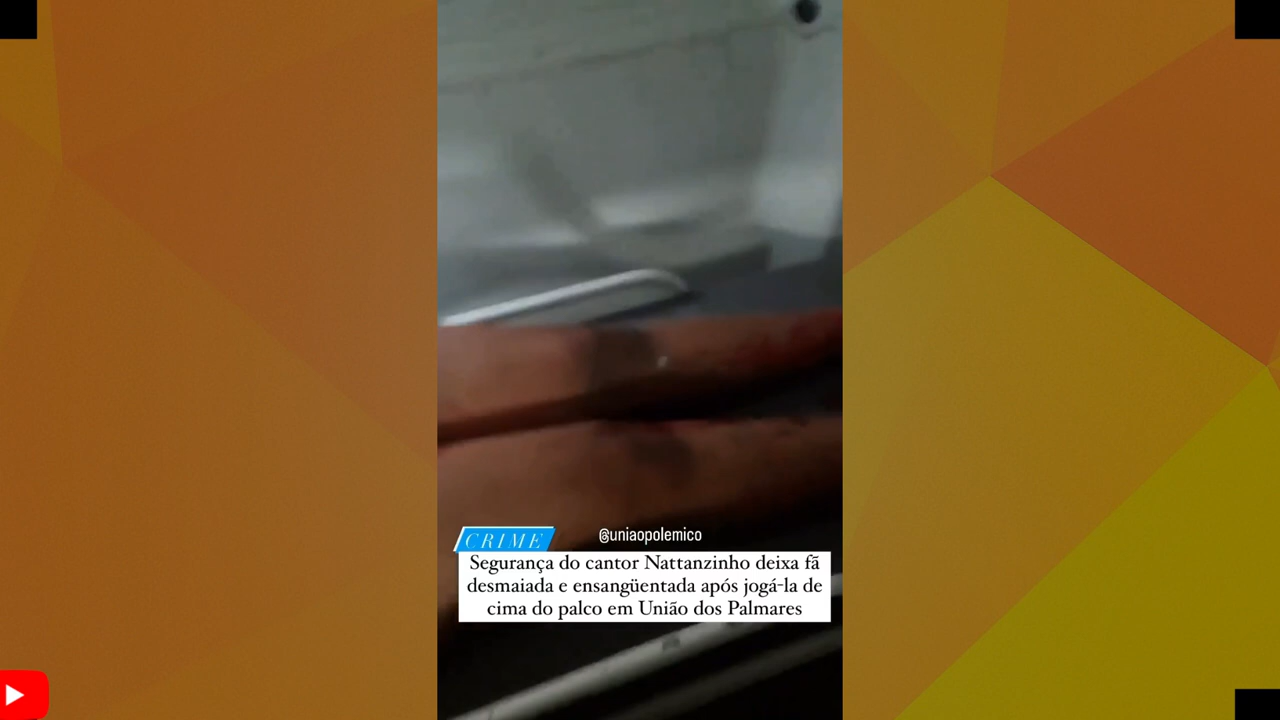 CRIME
@uniaopolemico
Segurança do cantor Nattanzinho deixa fã
desmaiada e ensangüentada após jogá-la de
cima do palco em União dos Palmares